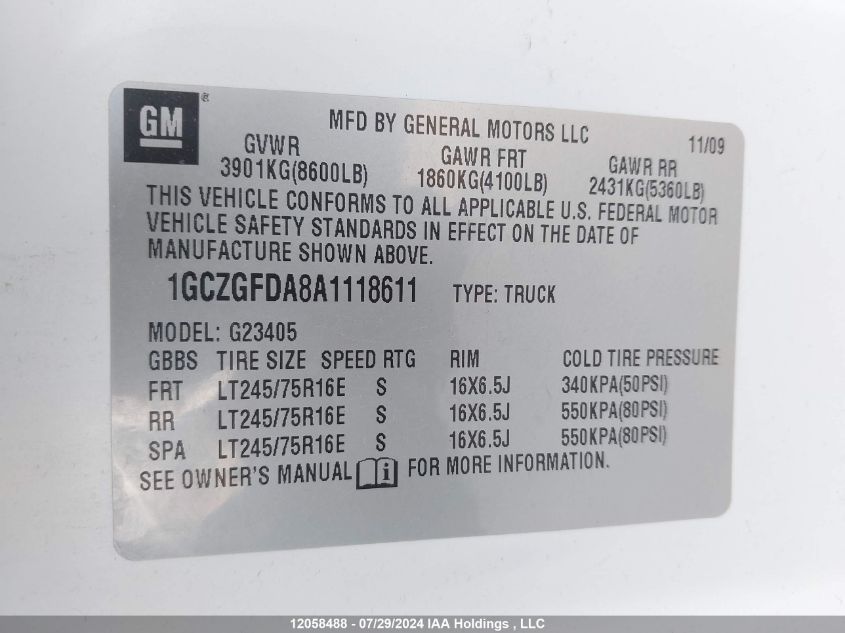 GM ®
MFD BY GENERAL MOTORS LLC 11/09
GVWR GAWR FRT GAWR RR
3901KG(8600LB) 1860KG(4100LB) 2431KG(5360LB)
THIS VEHICLE CONFORMS TO ALL APPLICABLE U.S. FEDERAL MOTOR
VEHICLE SAFETY STANDARDS IN EFFECT ON THE DATE OF
MANUFACTURE SHOWN ABOVE.
1GCZGFDA8A1118611 TYPE: TRUCK
MODEL: G23405
GBBS TIRE SIZE SPEED RTG RIM COLD TIRE PRESSURE
FRT LT245/75R16E S 16X6.5J 340KPA(50PSI)
RR LT245/75R16E S 16X6.5J 550KPA(80PSI)
SPA LT245/75R16E S 16X6.5J 550KPA(80PSI)
SEE OWNER'S MANUAL i FOR MORE INFORMATION.
12058488 - 07/29/2024 IAA Holdings , LLC